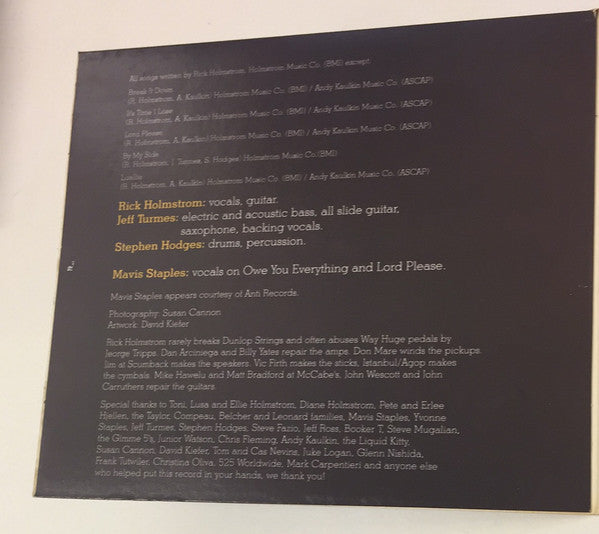 All songs written by Rick Holmstrom, Holmstrom Music Co. (BMI) except:
Break It Down
(R. Holmstrom, A. Kaulkin) Holmstrom Music Co. (BMI) / Andy Kaulkin Music Co. (ASCAP)
It's Time I Lose
(R. Holmstrom, A. Kaulkin) Holmstrom Music Co. (BMI) / Andy Kaulkin Music Co. (ASCAP)
Lord Please
(R. Holmstrom, A. Kaulkin) Holmstrom Music Co. (BMI) / Andy Kaulkin Music Co. (ASCAP)
By My Side
(R. Holmstrom, J. Turmes, S. Hodges) Holmstrom Music Co.(BMI)
Luella
(R. Holmstrom, A. Kaulkin) Holmstrom Music Co. (BMI) / Andy Kaulkin Music Co. (ASCAP)
Rick Holmstrom: vocals, guitar.
Jeff Turmes: electric and acoustic bass, all slide guitar,
saxophone, backing vocals.
Stephen Hodges: drums, percussion.
Mavis Staples: vocals on Owe You Everything and Lord Please.
Mavis Staples appears courtesy of Anti Records.
Photography: Susan Cannon
Artwork: David Kiefer
Rick Holmstrom rarely breaks Dunlop Strings and often abuses Way Huge pedals by
Jeorge Tripps. Dan Arciniega and Billy Yates repair the amps. Don Mare winds the pickups.
Jim at Scumback makes the speakers. Vic Firth makes the sticks, Istanbul/Agop makes
the cymbals. Mike Hawelu and Matt Bradford at McCabe's, John Wescott and John
Carruthers repair the guitars.
Special thanks to Toni, Lusa and Ellie Holmstrom, Diane Holmstrom, Pete and Erlee
Hjellen, the Taylor, Compeau, Belcher and Leonard families, Mavis Staples, Yvonne
Staples, Jeff Turmes, Stephen Hodges, Steve Fazio, Jeff Ross, Booker T, Steve Mugalian,
the Gimme 5's, Junior Watson, Chris Fleming, Andy Kaulkin, the Liquid Kitty,
Susan Cannon, David Kiefer, Tom and Cas Nevins, Juke Logan, Glenn Nishida,
Frank Tutwiler, Christina Oliva, 525 Worldwide, Mark Carpentieri and anyone else
who helped put this record in your hands, we thank you!